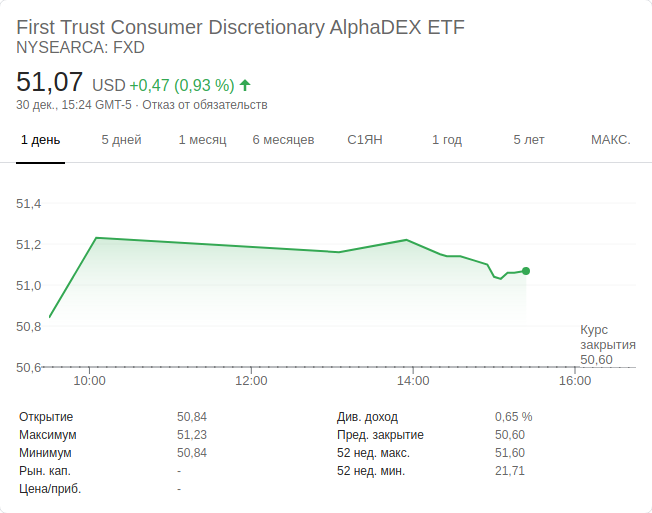 First Trust Consumer Discretionary AlphaDEX ETF
NYSEARCA: FXD
51,07 USD +0,47 (0,93 %)
30 дек., 15:24 GMT-5 · Отказ от обязательств
1 день 5 дней 1 месяц 6 месяцев С1ЯН 1 год 5 лет МАКС.
51,4
51,2
51,0
50,8
50,6
Курс
закрытия
50,60
10:00 12:00 14:00 16:00
Открытие 50,84 Див. доход 0,65 %
Максимум 51,23 Пред. закрытие 50,60
Минимум 50,84 52 нед. макс. 51,60
Рын. кап. - 52 нед. мин. 21,71
Цена/приб. -